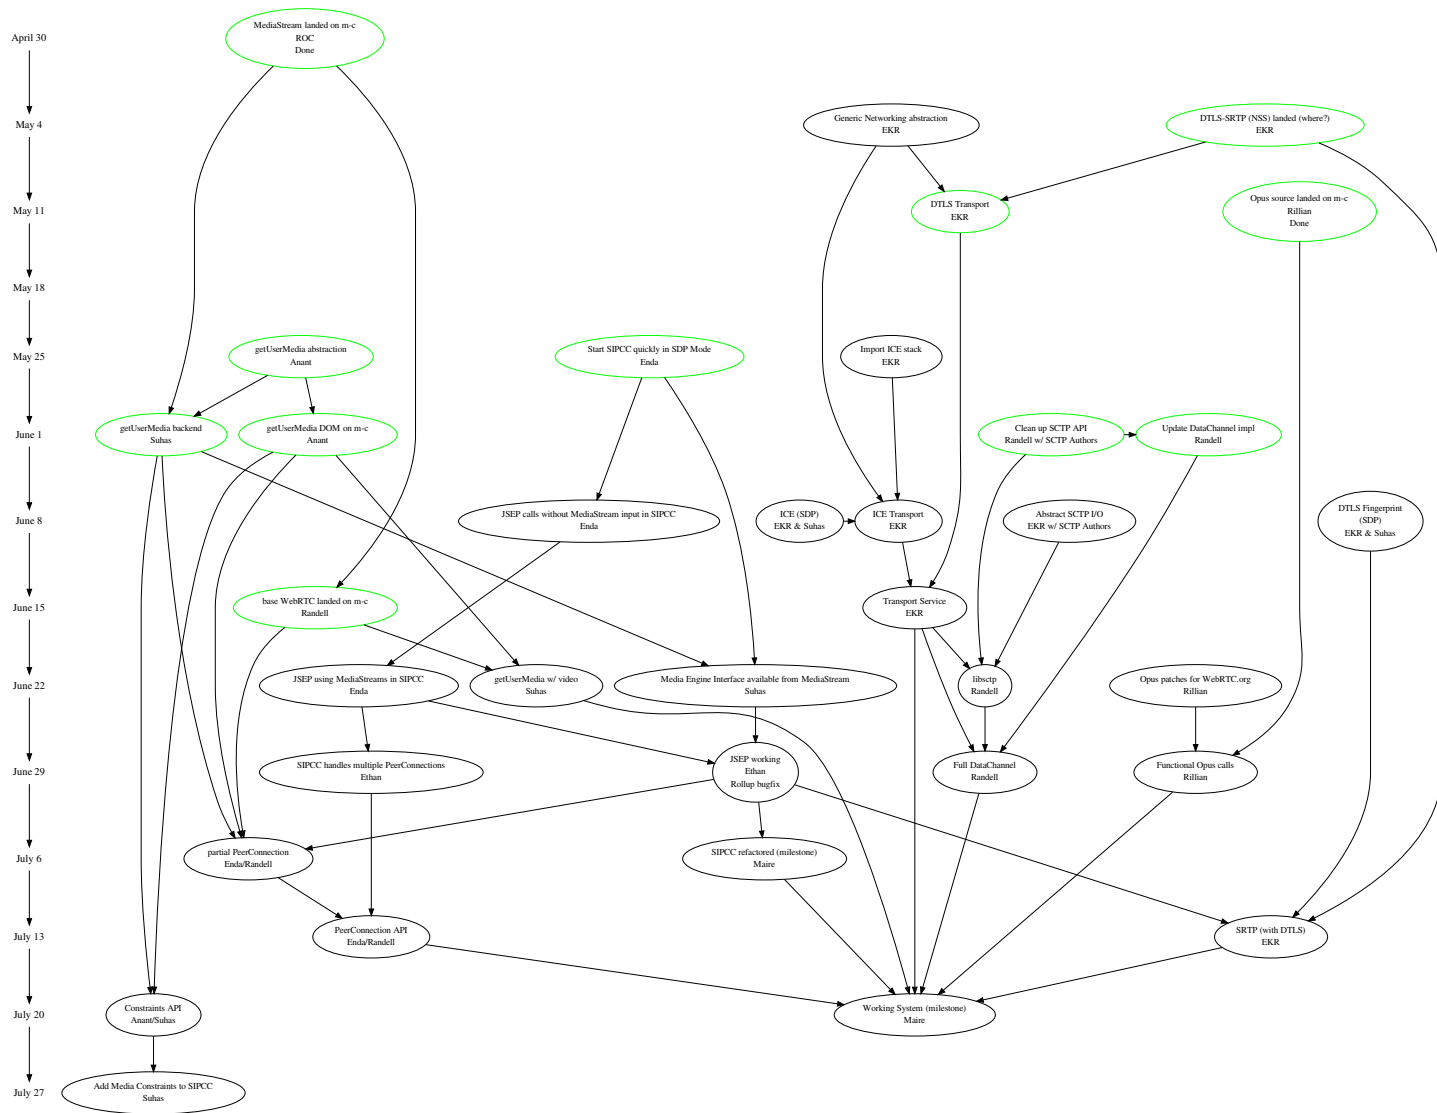 MediaStream landed on m-c
ROC
Done
April 30
May 4
Generic Networking abstraction
EKR
DTLS-SRTP (NSS) landed (where?)
EKR
May 11
DTLS Transport
EKR
Opus source landed on m-c
Rillian
Done
May 18
May 25
getUserMedia abstraction
Anant
Start SIPCC quickly in SDP Mode
Enda
Import ICE stack
EKR
June 1
getUserMedia backend
Suhas
getUserMedia DOM on m-c
Anant
Clean up SCTP API
Randell w/ SCTP Authors
Update DataChannel impl
Randell
June 8
JSEP calls without MediaStream input in SIPCC
Enda
ICE (SDP)
EKR & Suhas
ICE Transport
EKR
Abstract SCTP I/O
EKR w/ SCTP Authors
DTLS Fingerprint
(SDP)
EKR & Suhas
June 15
base WebRTC landed on m-c
Randell
Transport Service
EKR
June 22
JSEP using MediaStreams in SIPCC
Enda
getUserMedia w/ video
Suhas
Media Engine Interface available from MediaStream
Suhas
libsctp
Randell
Opus patches for WebRTC.org
Rillian
June 29
SIPCC handles multiple PeerConnections
Ethan
JSEP working
Ethan
Rollup bugfix
Full DataChannel
Randell
Functional Opus calls
Rillian
July 6
partial PeerConnection
Enda/Randell
SIPCC refactored (milestone)
Maire
July 13
PeerConnection API
Enda/Randell
SRTP (with DTLS)
EKR
July 20
Constraints API
Anant/Suhas
Working System (milestone)
Maire
July 27
Add Media Constraints to SIPCC
Suhas